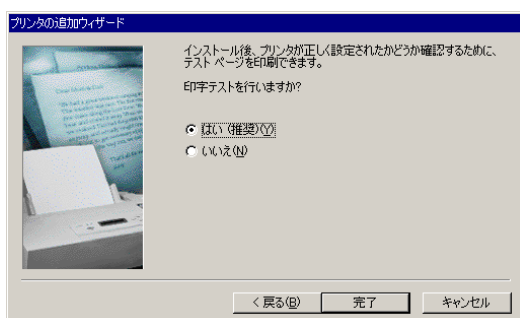 プリンタの追加ウィザード
インストール後、プリンタが正しく設定されたかどうか確認するために、
テスト ページを印刷できます。
印字テストを行いますか?
はい (推奨)(Y)
いいえ(N)
< 戻る(B)
完了
キャンセル